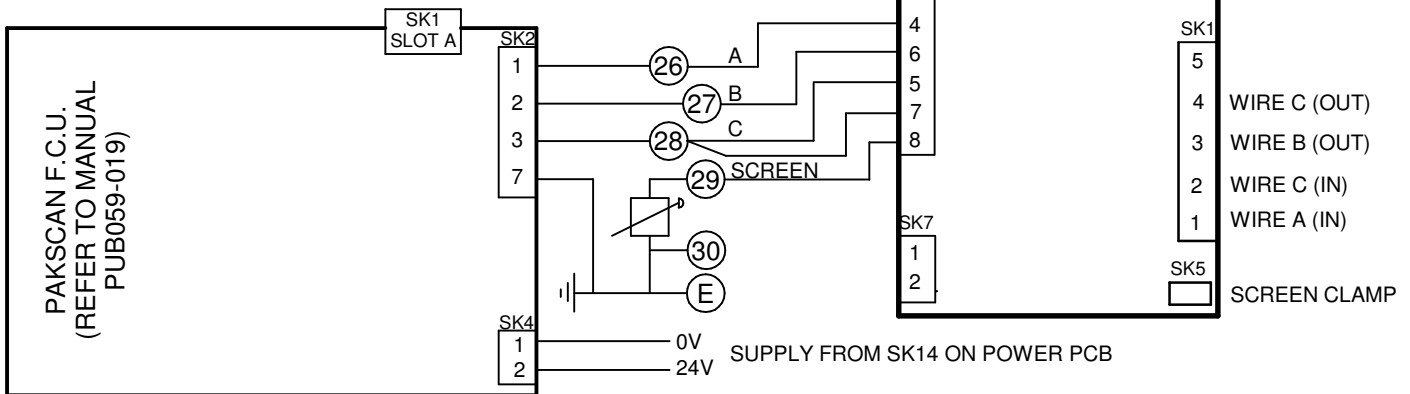 SK1
SLOT A
PAKSCAN F.C.U.
(REFER TO MANUAL
PUB059-019)
SK2
1
2
3
7
26
A
27
B
28
C
29
SCREEN
30
E
SK4
1
2
0V
24V
SUPPLY FROM SK14 ON POWER PCB
4
6
5
7
8
SK7
1
2
SK1
5
4 WIRE C (OUT)
3 WIRE B (OUT)
2 WIRE C (IN)
1 WIRE A (IN)
SK5
SCREEN CLAMP